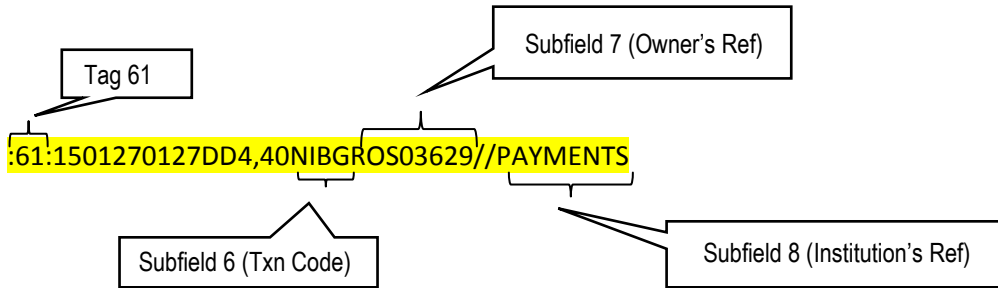 Subfield 7 (Owner's Ref)
Tag 61
:61:1501270127DD4,40NIBGROS03629//PAYMENTS
Subfield 6 (Txn Code)
Subfield 8 (Institution's Ref)